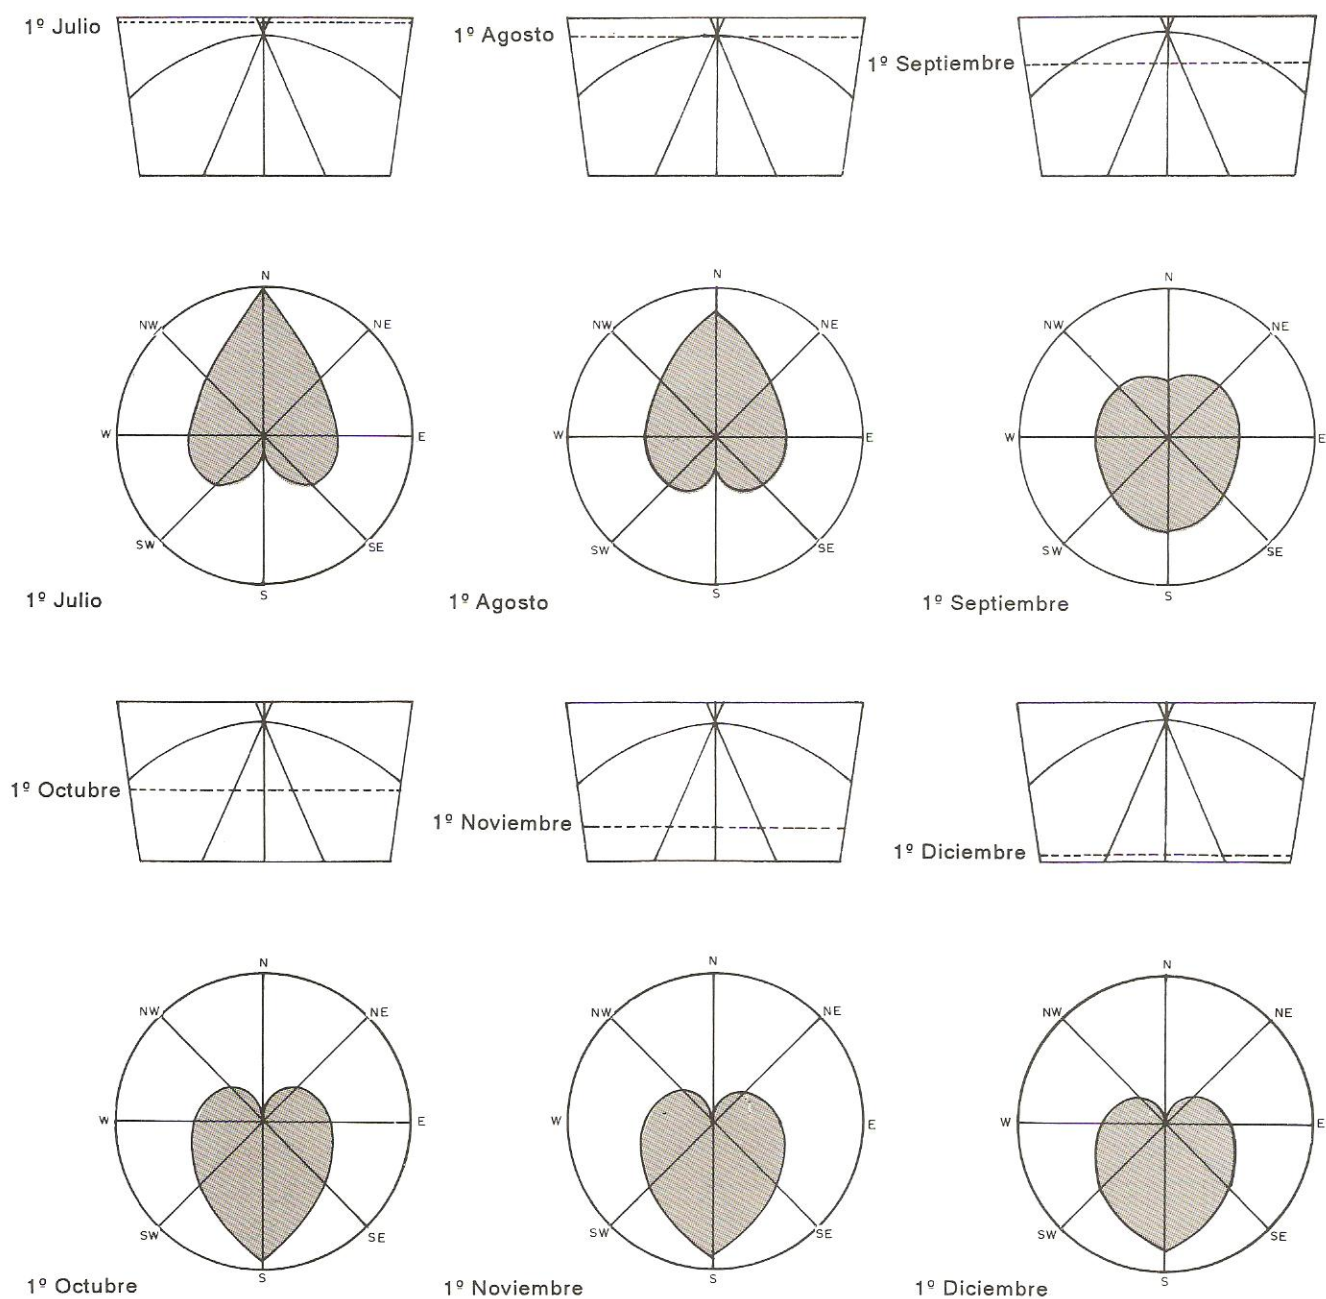 1º Julio
1º Agosto
1º Septiembre
N
NW
NE
W
E
SW
SE
S
1º Julio
N
NW
NE
W
E
SW
SE
S
1º Agosto
N
NW
NE
W
E
SW
SE
S
1º Septiembre
1º Octubre
1º Noviembre
1º Diciembre
N
NW
NE
W
E
SW
SE
S
1º Octubre
N
NW
NE
W
E
SW
SE
S
1º Noviembre
N
NW
NE
W
E
SW
SE
S
1º Diciembre